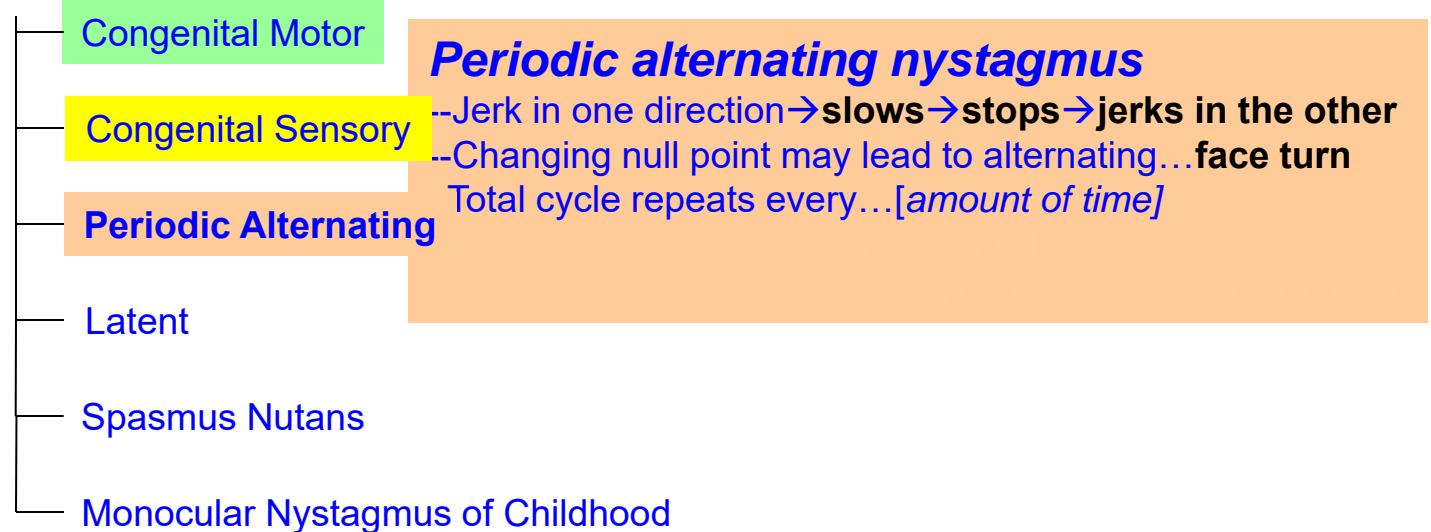 Congenital Motor
Congenital Sensory
Periodic Alternating
Latent
Spasmus Nutans
Monocular Nystagmus of Childhood
Periodic alternating nystagmus
--Jerk in one direction→slows→stops→jerks in the other
--Changing null point may lead to alternating…face turn
Total cycle repeats every…[amount of time]